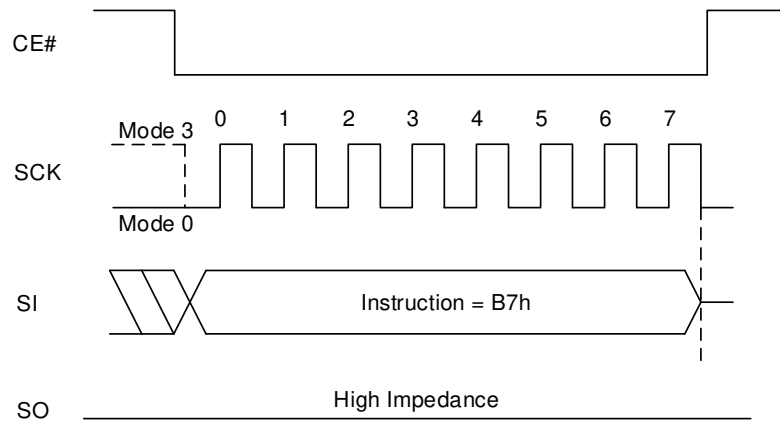 CE#
Mode 3
0 1 2 3 4 5 6 7
SCK
Mode 0
SI
Instruction = B7h
SO
High Impedance